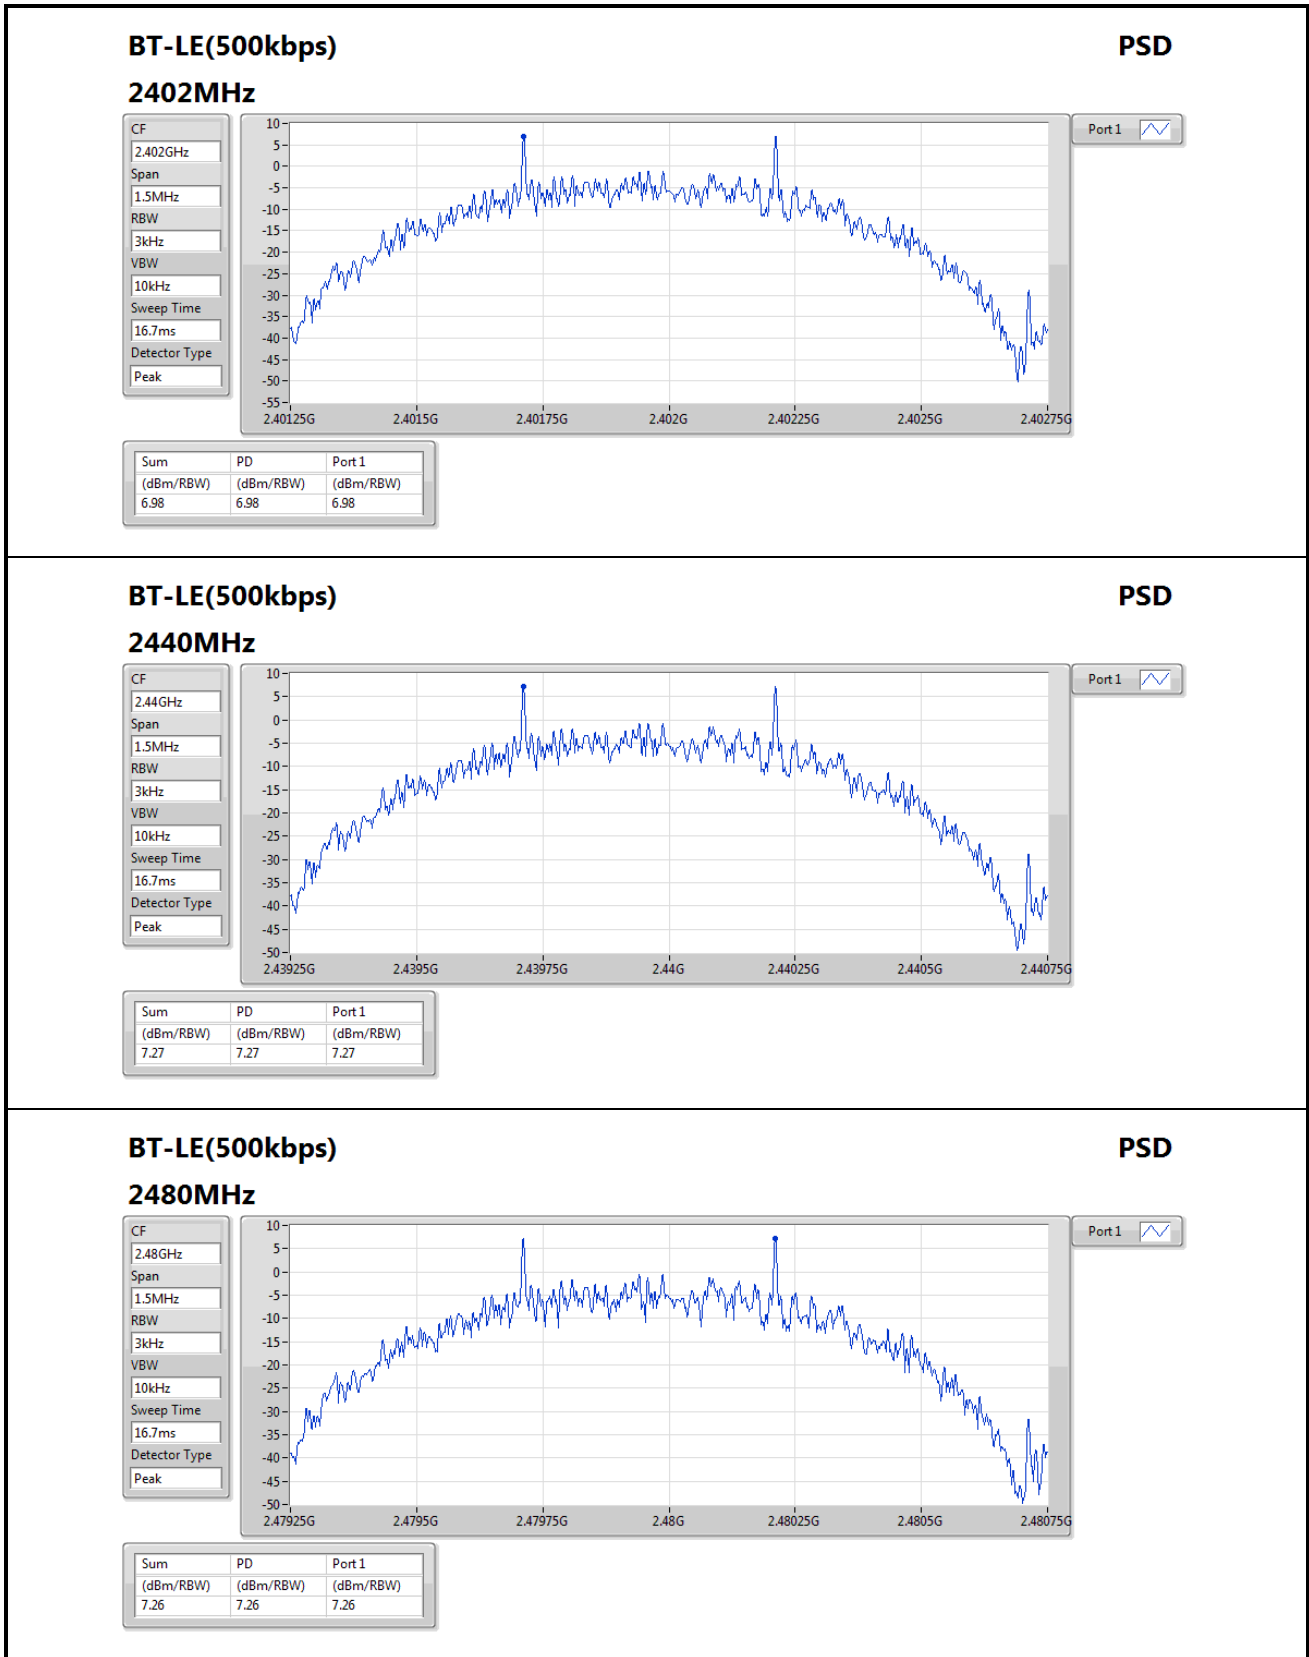 BT-LE(500kbps) PSD
2402MHz
CF
2.402GHz
Span
1.5MHz
RBW
3kHz
VBW
10kHz
Sweep Time
16.7ms
Detector Type
Peak
10
5
0
-5
-10
-15
-20
-25
-30
-35
-40
-45
-50
-55
2.40125G 2.4015G 2.40175G 2.402G 2.40225G 2.4025G 2.40275G
Port 1
Sum PD Port 1
(dBm/RBW) (dBm/RBW) (dBm/RBW)
6.98 6.98 6.98
BT-LE(500kbps) PSD
2440MHz
CF
2.44GHz
Span
1.5MHz
RBW
3kHz
VBW
10kHz
Sweep Time
16.7ms
Detector Type
Peak
10
5
0
-5
-10
-15
-20
-25
-30
-35
-40
-45
-50
2.43925G 2.4395G 2.43975G 2.44G 2.44025G 2.4405G 2.44075G
Port 1
Sum PD Port 1
(dBm/RBW) (dBm/RBW) (dBm/RBW)
7.27 7.27 7.27
BT-LE(500kbps) PSD
2480MHz
CF
2.48GHz
Span
1.5MHz
RBW
3kHz
VBW
10kHz
Sweep Time
16.7ms
Detector Type
Peak
10
5
0
-5
-10
-15
-20
-25
-30
-35
-40
-45
-50
2.47925G 2.4795G 2.47975G 2.48G 2.48025G 2.4805G 2.48075G
Port 1
Sum PD Port 1
(dBm/RBW) (dBm/RBW) (dBm/RBW)
7.26 7.26 7.26